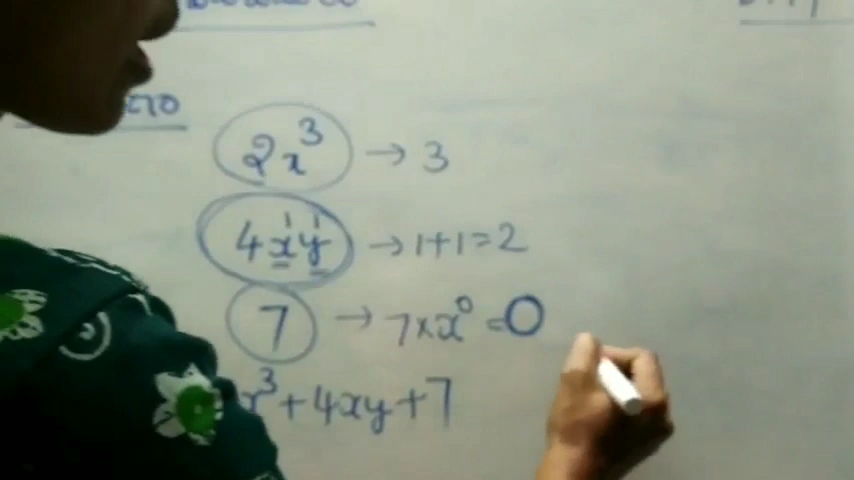 2x³ → 3
4x¹y¹ → 1+1=2
7 → 7×x⁰ = 0
x³+4xy+7